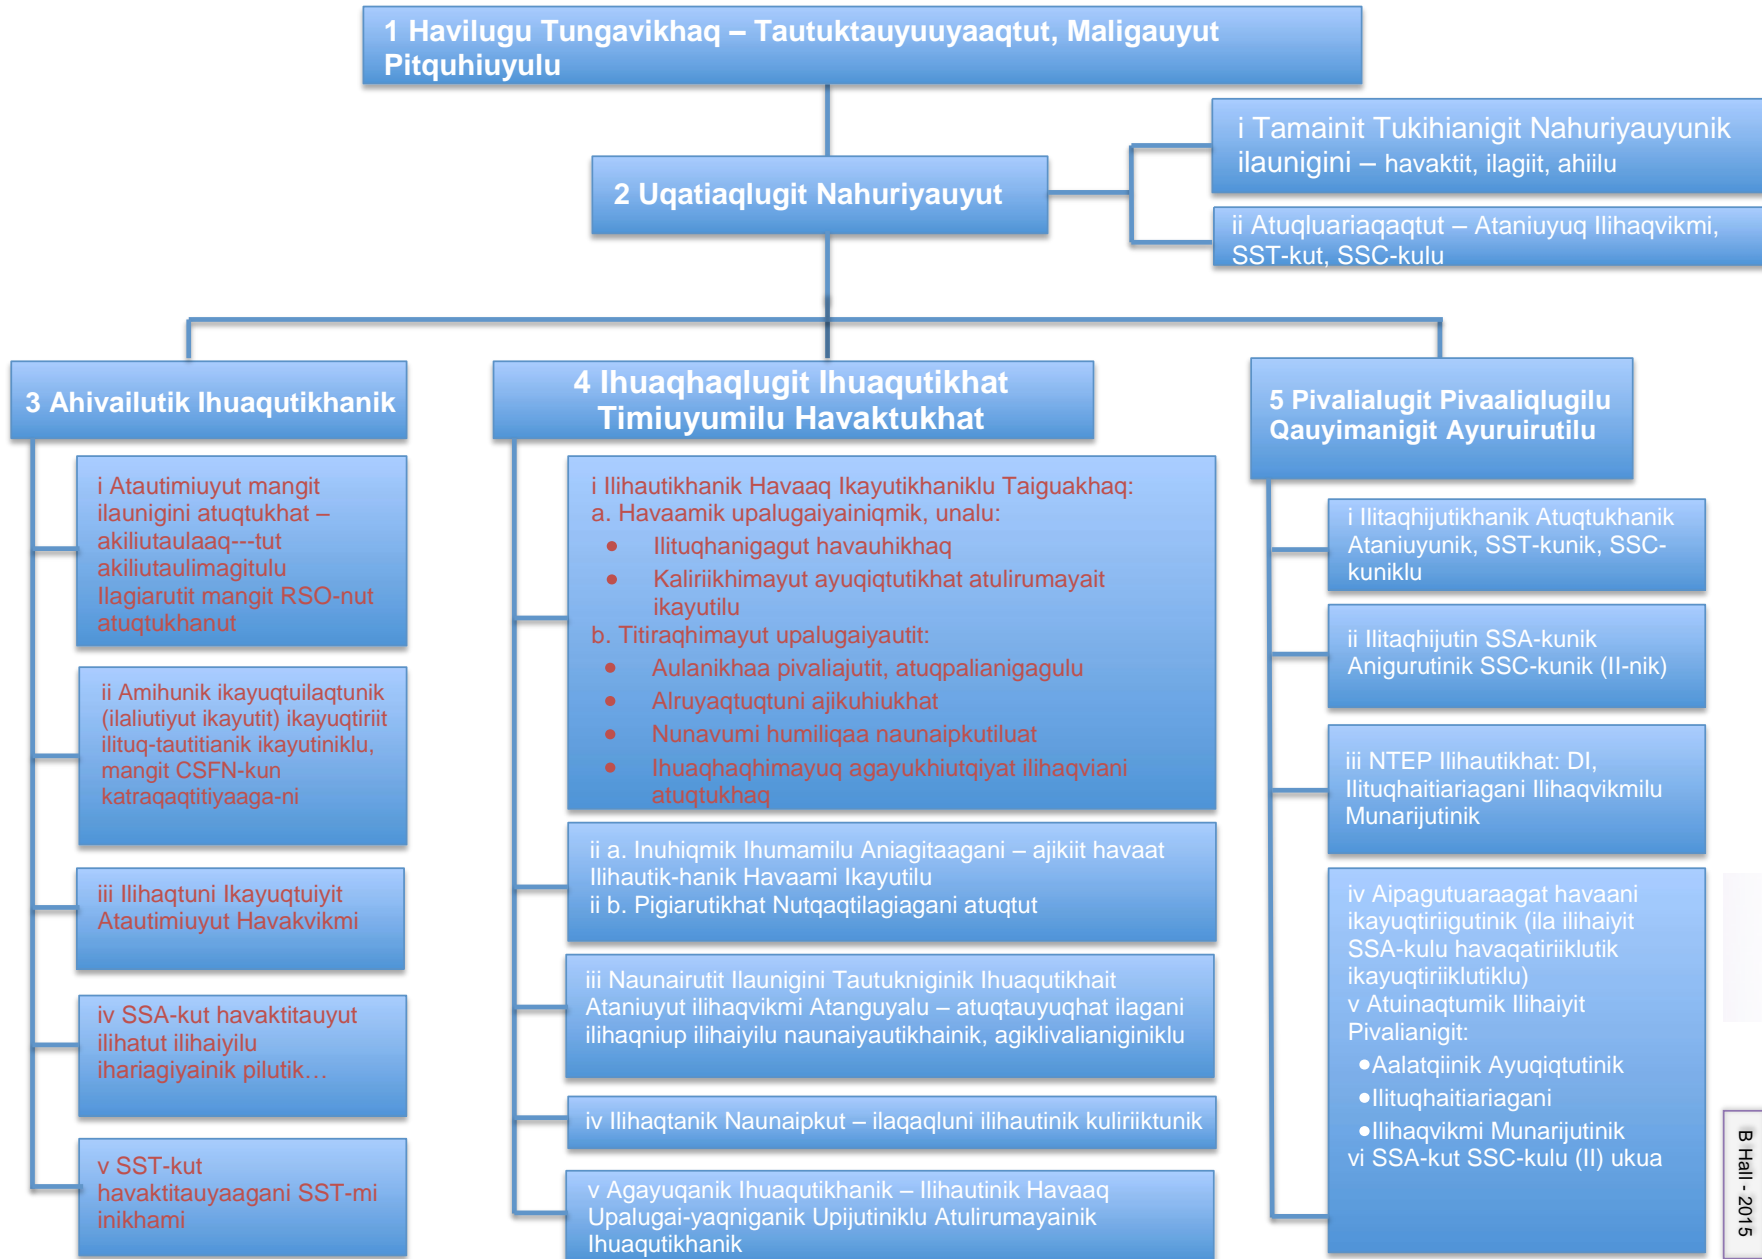 1 Havilugu Tungavikhaq – Tautuktauyuuyaaqtut, Maligauyut
Pitquhiuyulu
i Tamainit Tukihianigit Nahuriyauyunik
ilaunigini – havaktit, ilagiit, ahiilu
2 Uqatiaqlugit Nahuriyauyut
ii Atuqluariaqaqtut – Ataniuyuq Ilihaqvikmi,
SST-kut, SSC-kulu
3 Ahivailutik Ihuaqutikhanik
i Atautimiuyut mangit
ilaunigini atuqtukhat –
akiliutaulaaq---tut
akiliutaulimagitulu
Ilagiarutit mangit RSO-nut
atuqtukhanut
ii Amihunik ikayuqtuilaqtunik
(ilaliutiyut ikayutit) ikayuqtiriit
ilituq-tautitianik ikayutiniklu,
mangit CSFN-kun
katraqaqtitiyaaga-ni
iii Ilihaqtuni Ikayuqtuiyit
Atautimiuyut Havakvikmi
iv SSA-kut havaktitauyut
ilihatut ilihaiyilu
ihariagiyainik pilutik…
v SST-kut
havaktitauyaagani SST-mi
inikhami
4 Ihuaqhaqlugit Ihuaqutikhat
Timiuyumilu Havaktukhat
i Ilihautikhanik Havaaq Ikayutikhaniklu Taiguakhaq:
a. Havaamik upalugaiyainiqmik, unalu:
• Ilituqhanigagut havauhikhaq
• Kaliriikhimayut ayuqiqtutikhat atulirumayait
ikayutilu
b. Titiraqhimayut upalugaiyautit:
• Aulanikhaa pivaliajutit, atuqpalianigagulu
• Alruyaqtuqtuni ajikuhiukhat
• Nunavumi humiliqaa naunaipkutiluat
• Ihuaqhaqhimayuq agayukhiutqiyat ilihaqviani
atuqtukhaq
ii a. Inuhiqmik Ihumamilu Aniagitaagani – ajikiit havaat
Ilihautik-hanik Havaami Ikayutilu
ii b. Pigiarutikhat Nutqaqtilagiagani atuqtut
iii Naunairutit Ilaunigini Tautukniginik Ihuaqutikhait
Ataniuyut ilihaqvikmi Atanguyalu – atuqtauyuqhat ilagani
ilihaqniup ilihaiyilu naunaiyautikhainik, agiklivalianiginiklu
iv Ilihaqtanik Naunaipkut – ilaqaqluni ilihautinik kuliriiktunik
v Agayuqanik Ihuaqutikhanik – Ilihautinik Havaaq
Upalugai-yaqniganik Upijutiniklu Atulirumayainik
Ihuaqutikhanik
5 Pivalialugit Pivaaliqlugilu
Qauyimanigit Ayuruirutilu
i Ilitaqhijutikhanik Atuqtukhanik
Ataniuyunik, SST-kunik, SSC-
kuniklu
ii Ilitaqhijutin SSA-kunik
Anigurutinik SSC-kunik (II-nik)
iii NTEP Ilihautikhat: DI,
Ilituqhaitiariagani Ilihaqvikmilu
Munarijutinik
iv Aipagutuaraagat havaani
ikayuqtiriigutinik (ila ilihaiyit
SSA-kulu havaqatiriiklutik
ikayuqtiriiklutiklu)
v Atuinaqtumik Ilihaiyit
Pivalianigit:
•Aalatqiinik Ayuqiqtutinik
•Ilituqhaitiariagani
•Ilihaqvikmi Munarijutinik
vi SSA-kut SSC-kulu (II) ukua
B Hall - 2015